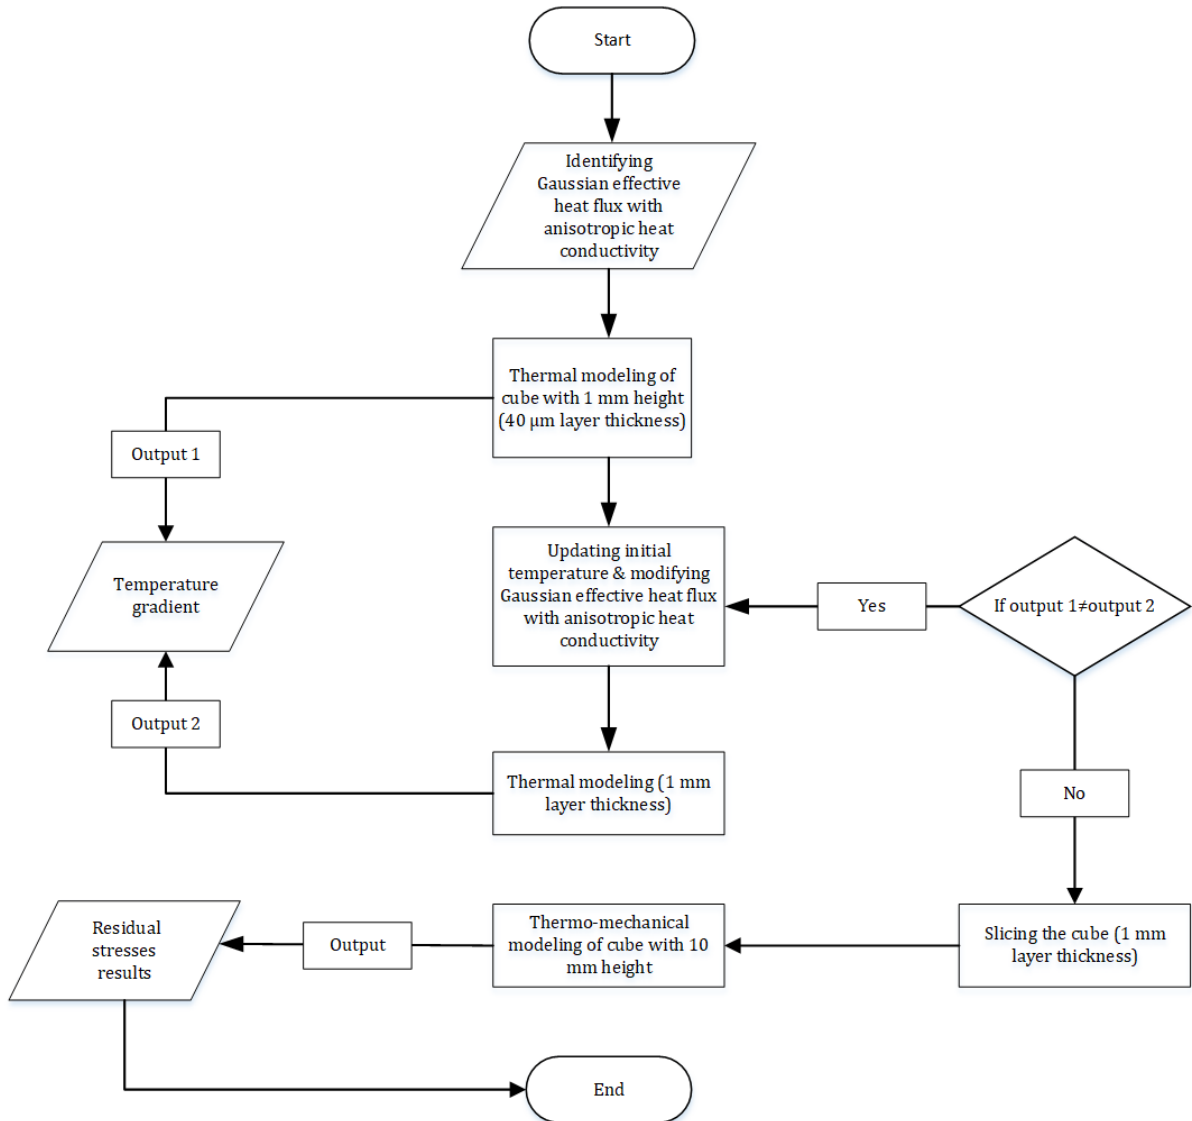 Start
Identifying
Gaussian effective
heat flux with
anisotropic heat
conductivity
Thermal modeling of
cube with 1 mm height
(40 µm layer thickness)
Output 1
Temperature
gradient
Updating initial
temperature & modifying
Gaussian effective heat flux
with anisotropic heat
conductivity
Yes
If output 1≠output 2
Output 2
Thermal modeling (1 mm
layer thickness)
No
Residual
stresses
results
Output
Thermo-mechanical
modeling of cube with 10
mm height
Slicing the cube (1 mm
layer thickness)
End